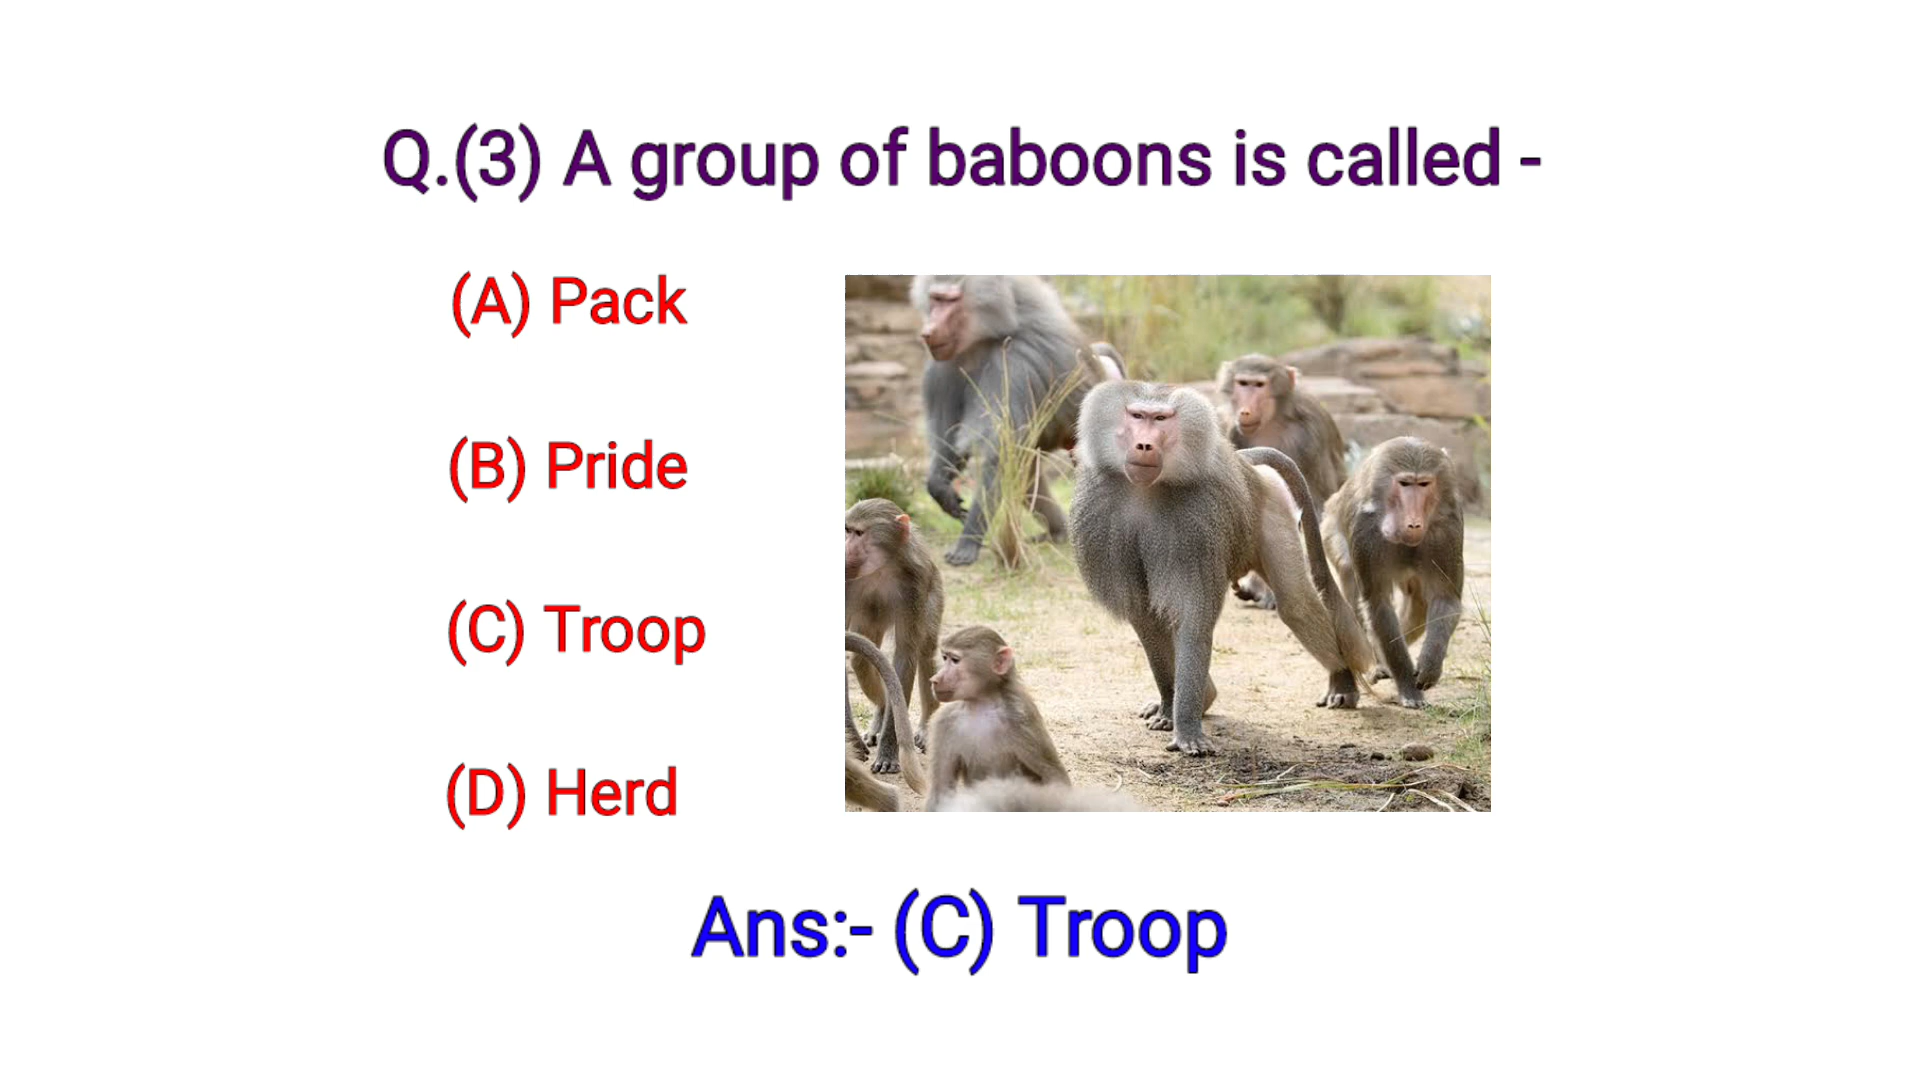 Q.(3) A group of baboons is called -
(A) Pack
(B) Pride
(C) Troop
(D) Herd
Ans:- (C) Troop